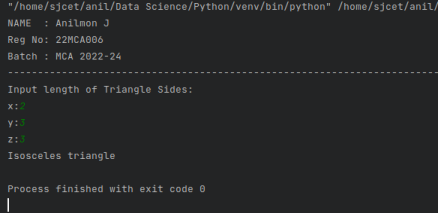 "/home/sjcet/anil/Data Science/Python/venv/bin/python" /home/sjcet/anil/
NAME  : Anilmon J
Reg No: 22MCA006
Batch : MCA 2022-24
--------------------------------------------------------------------------
Input length of Triangle Sides:
x:2
y:3
z:3
Isosceles triangle
Process finished with exit code 0